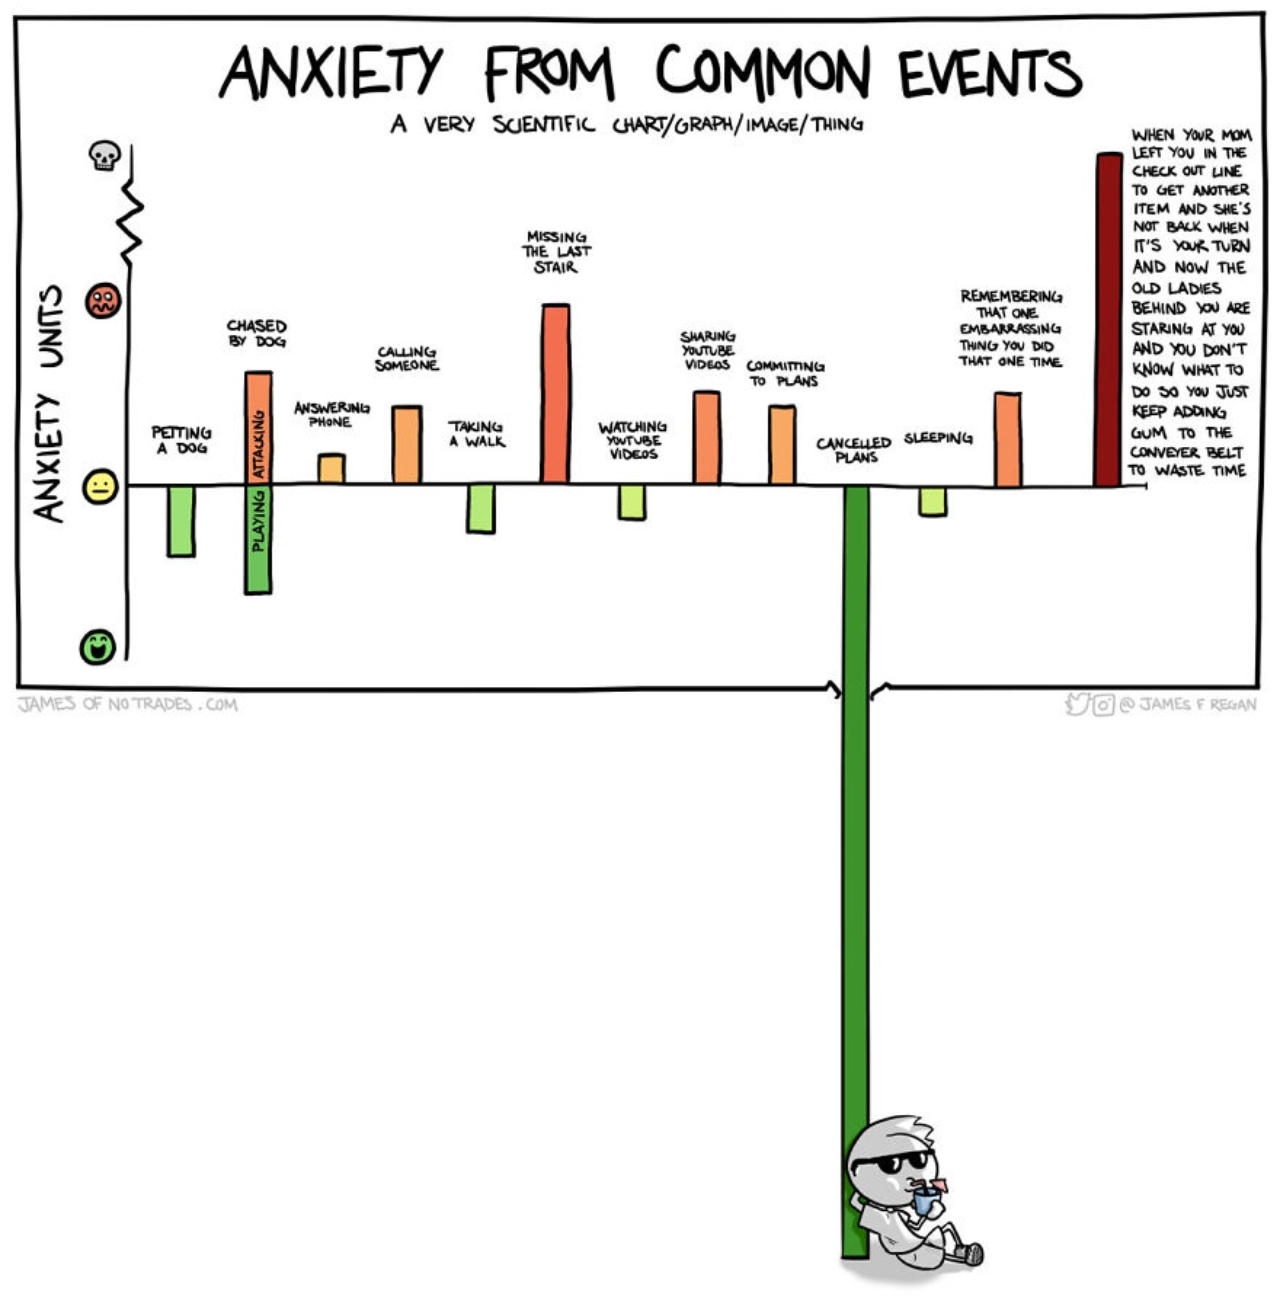 ANXIETY FROM COMMON EVENTS
A VERY SCIENTIFIC CHART/GRAPH/IMAGE/THING
ANXIETY UNITS
PETTING
A DOG
CHASED
BY DOG
ATTACKING
PLAYING
ANSWERING
PHONE
CALLING
SOMEONE
TAKING
A WALK
MISSING
THE LAST
STAIR
WATCHING
YOUTUBE
VIDEOS
SHARING
YOUTUBE
VIDEOS
COMMITTING
TO PLANS
CANCELLED
PLANS
SLEEPING
REMEMBERING
THAT ONE
EMBARRASSING
THING YOU DID
THAT ONE TIME
WHEN YOUR MOM
LEFT YOU IN THE
CHECK OUT LINE
TO GET ANOTHER
ITEM AND SHE'S
NOT BACK WHEN
IT'S YOUR TURN
AND NOW THE
OLD LADIES
BEHIND YOU ARE
STARING AT YOU
AND YOU DON'T
KNOW WHAT TO
DO SO YOU JUST
KEEP ADDING
GUM TO THE
CONVEYER BELT
TO WASTE TIME
JAMES OF NO TRADES.COM
@ JAMES F REGAN